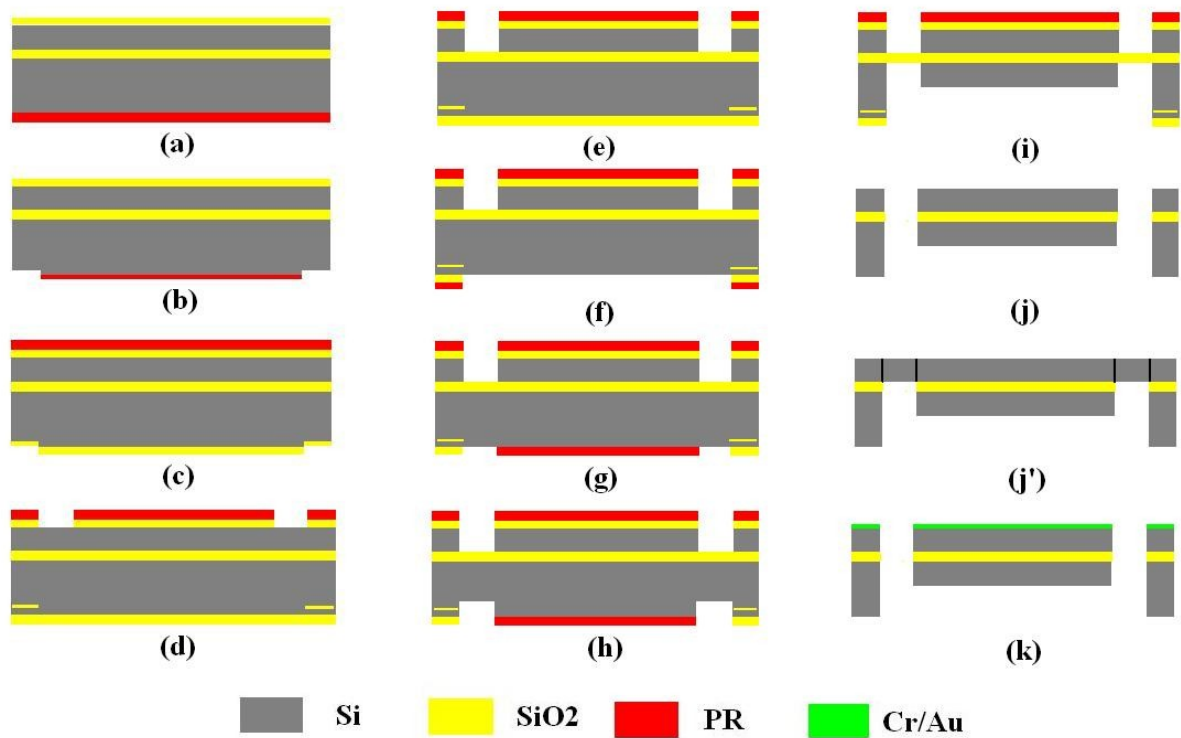 (a)
(b)
(c)
(d)
(e)
(f)
(g)
(h)
(i)
(j)
(j')
(k)
Si SiO2 PR Cr/Au